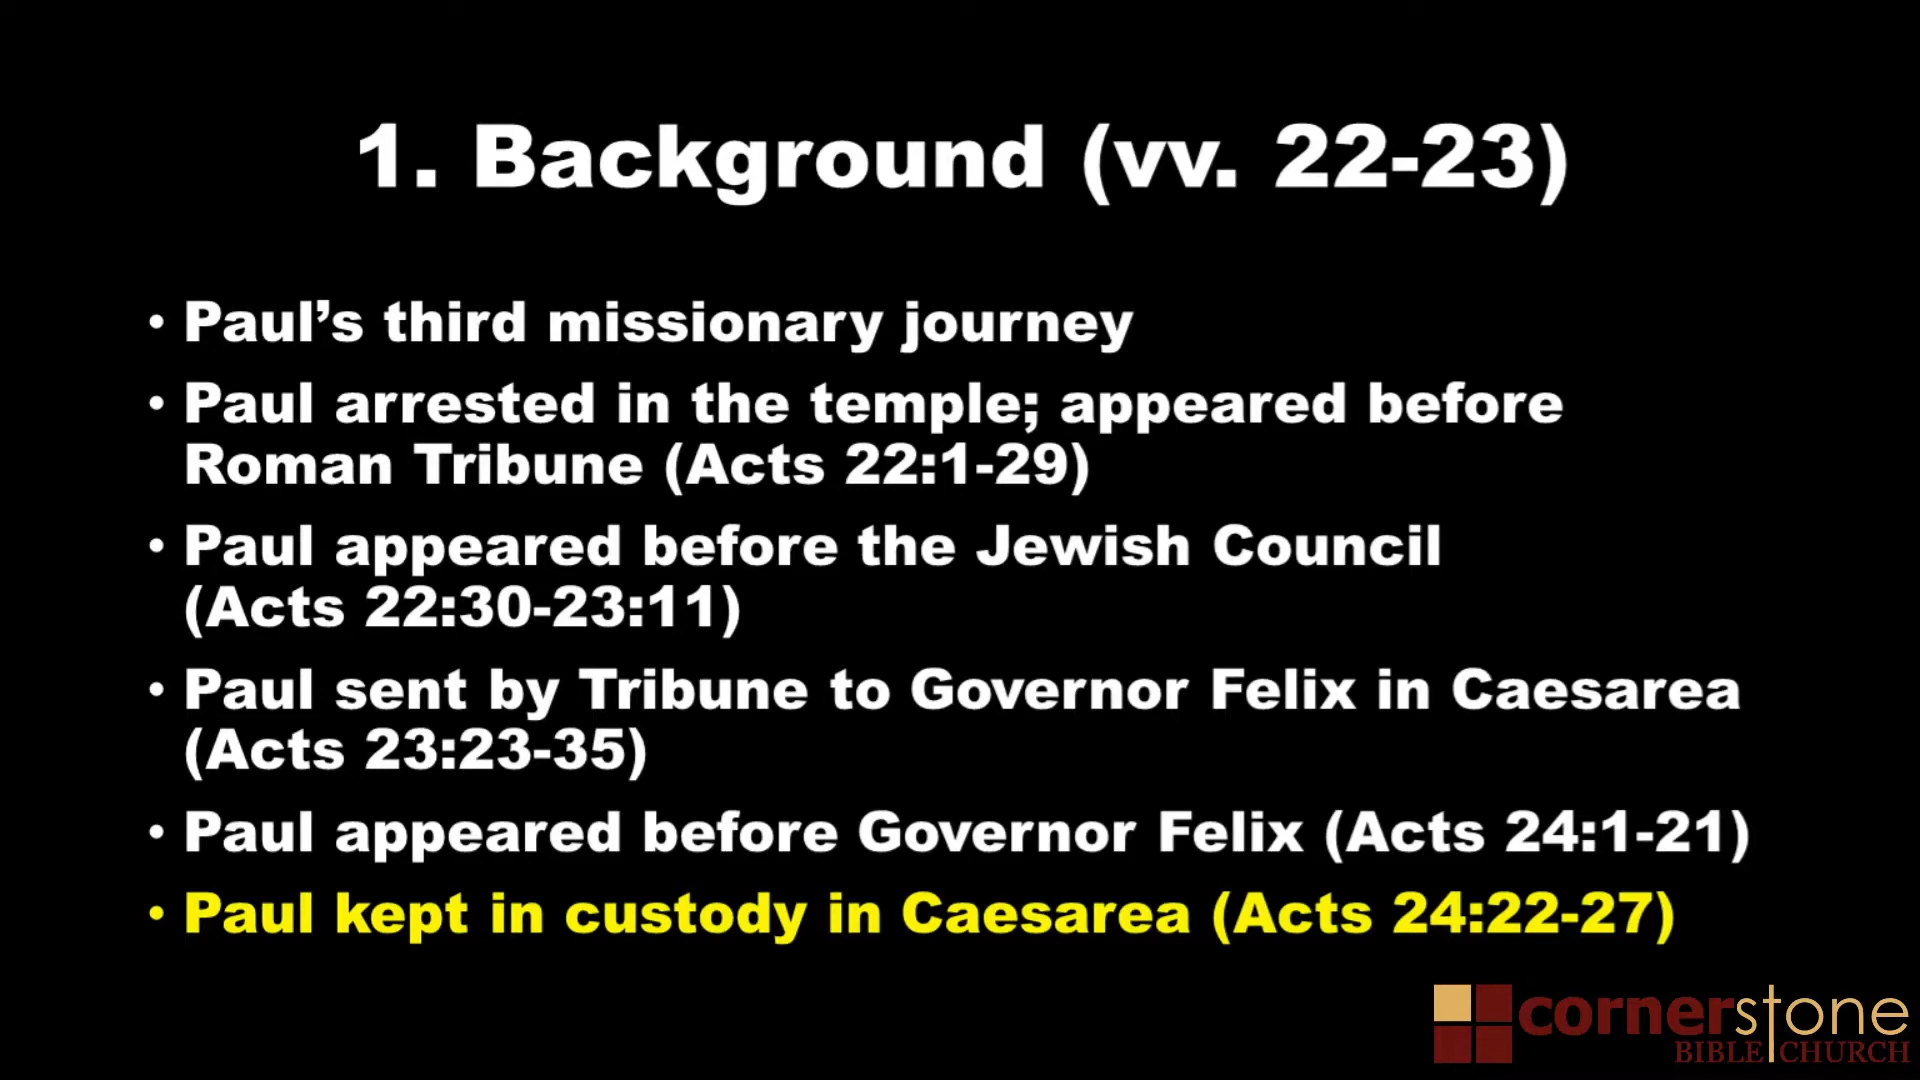 1. Background (vv. 22-23)
• Paul’s third missionary journey
• Paul arrested in the temple; appeared before
Roman Tribune (Acts 22:1-29)
• Paul appeared before the Jewish Council
(Acts 22:30-23:11)
• Paul sent by Tribune to Governor Felix in Caesarea
(Acts 23:23-35)
• Paul appeared before Governor Felix (Acts 24:1-21)
• Paul kept in custody in Caesarea (Acts 24:22-27)
cornerstone
BIBLE CHURCH